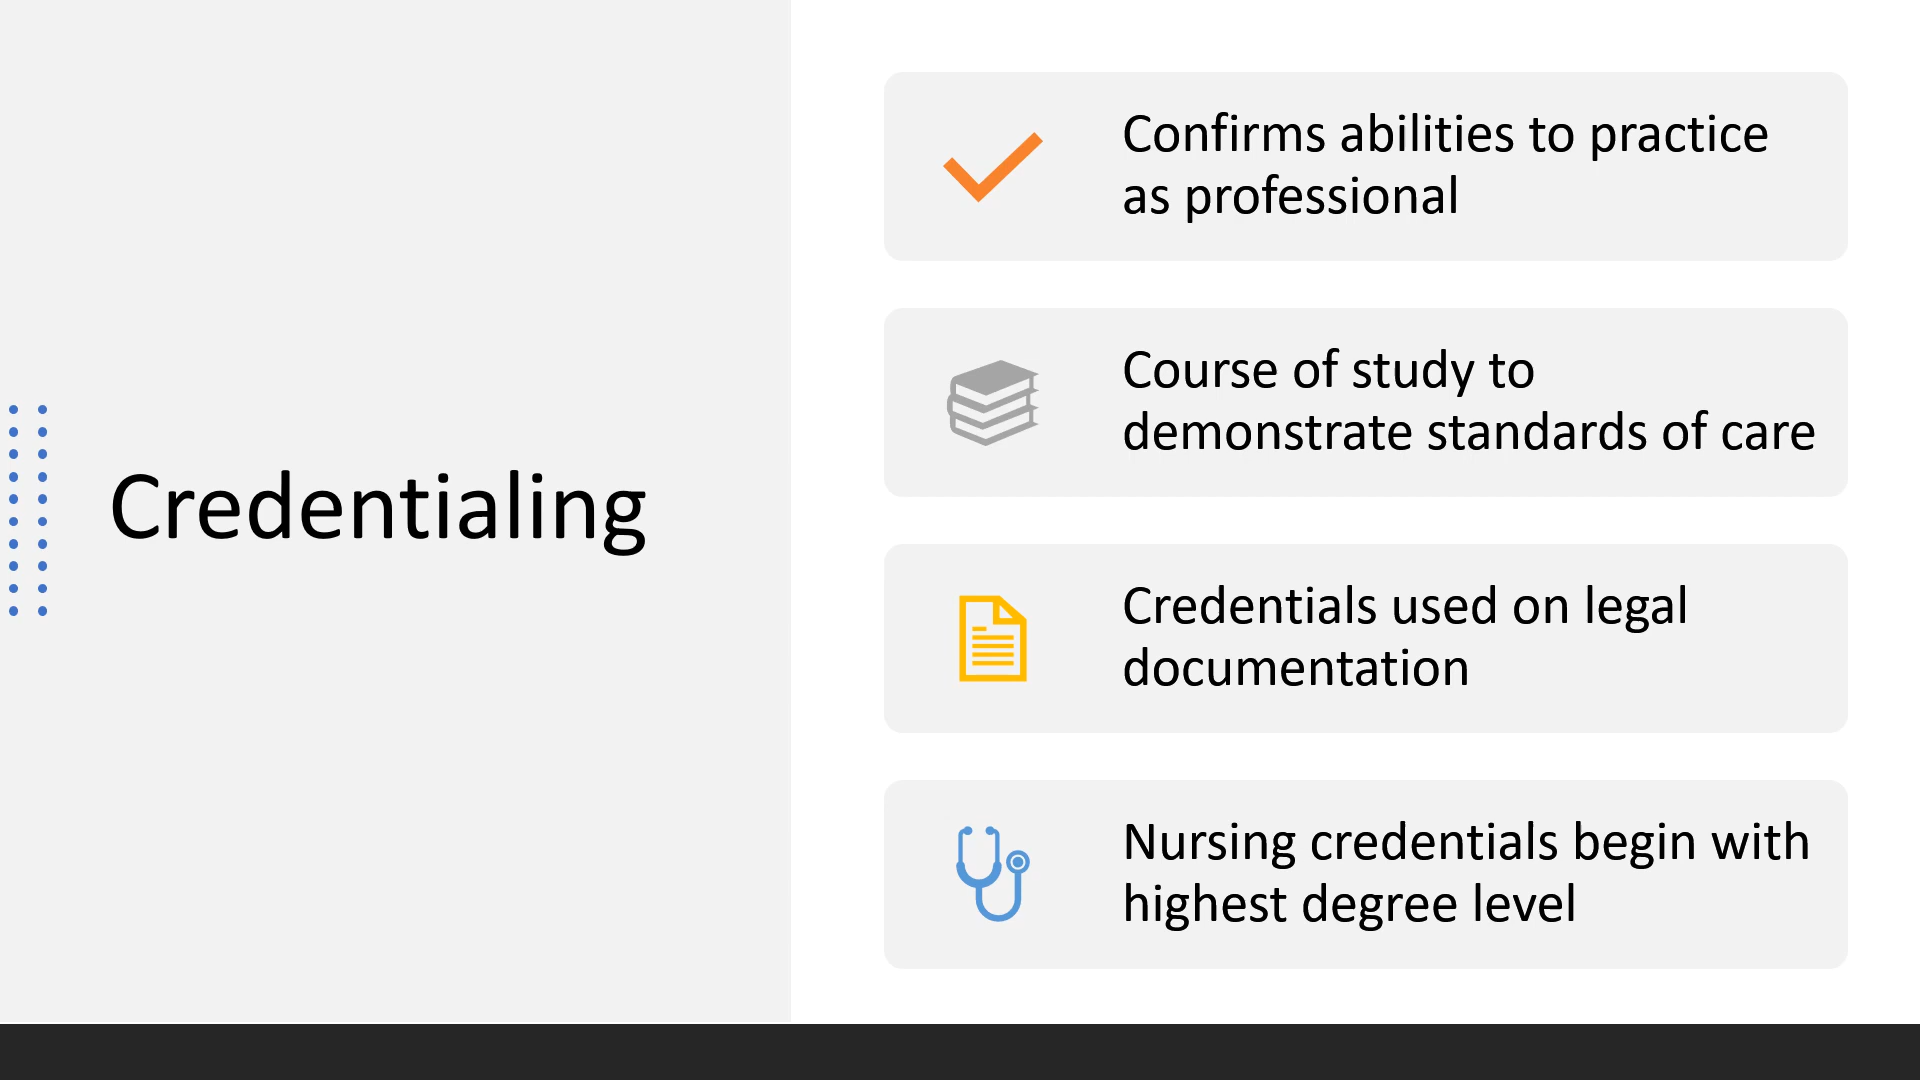 Credentialing
Confirms abilities to practice
as professional
Course of study to
demonstrate standards of care
Credentials used on legal
documentation
Nursing credentials begin with
highest degree level